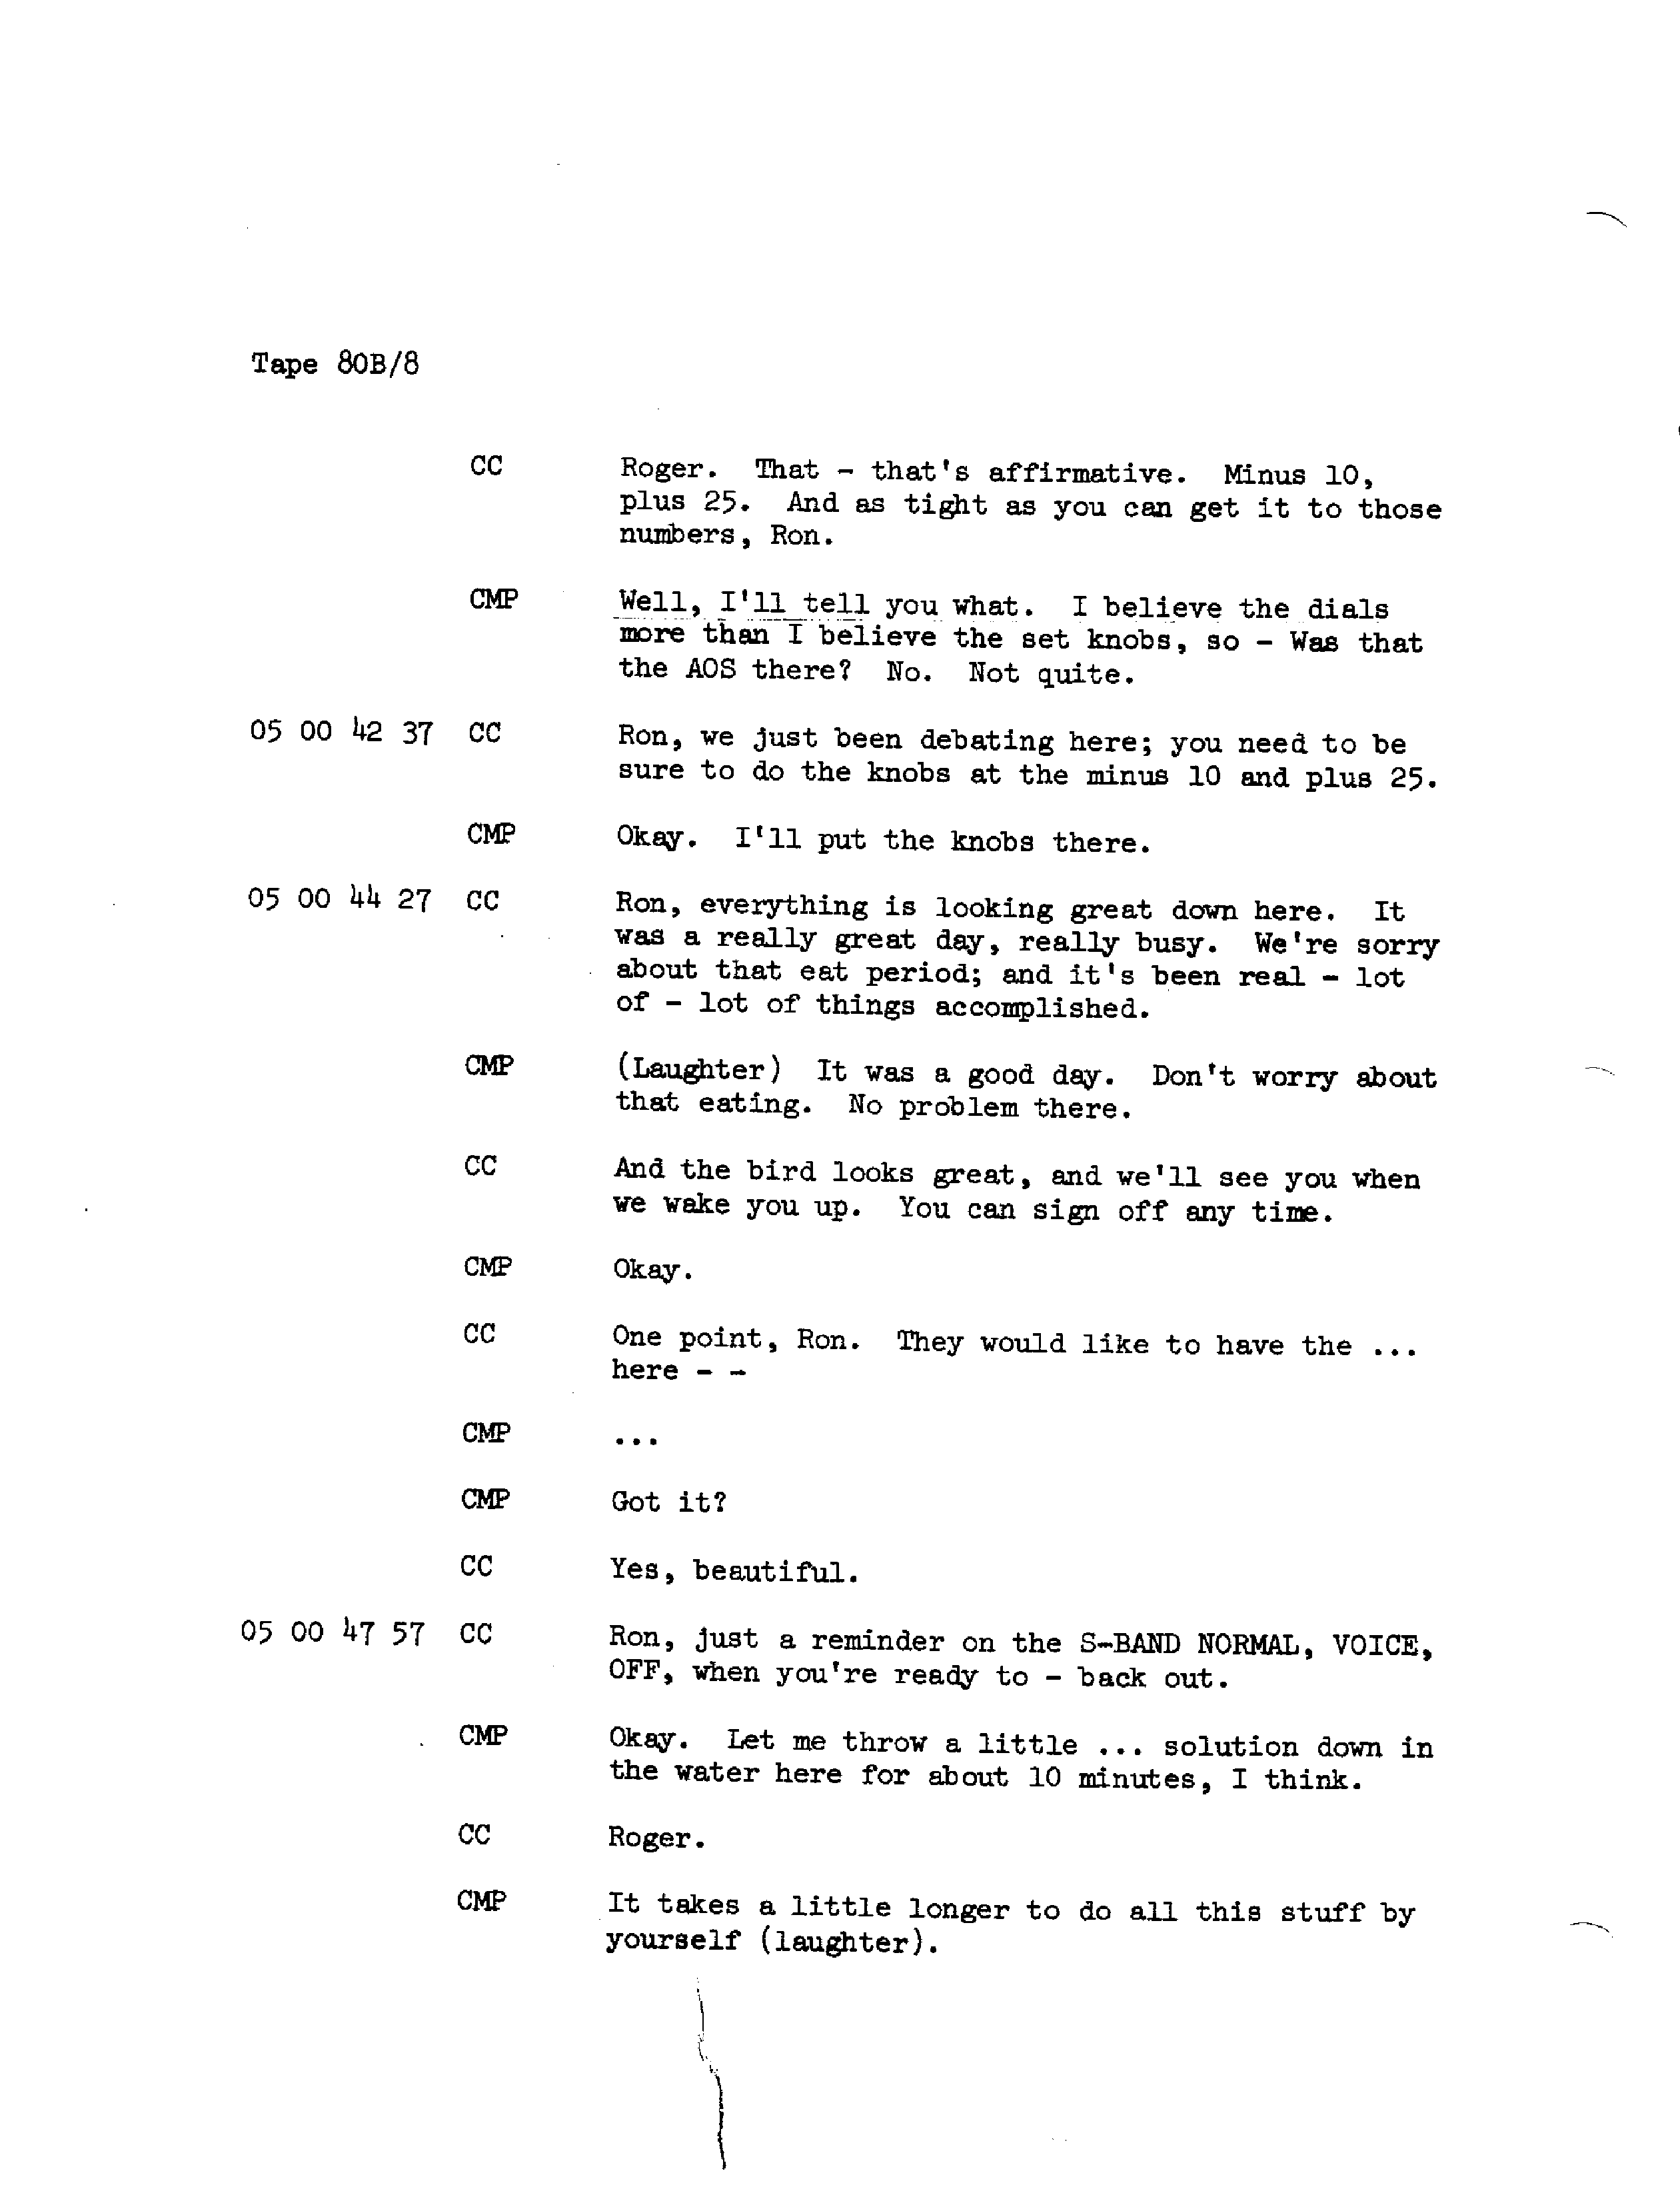 Tape 80B/8
CC Roger. That - that's affirmative. Minus 10,
plus 25. And as tight as you can get it to those
numbers, Ron.
CMP Well, I'll tell you what. I believe the dials
more than I believe the set knobs, so - Was that
the AOS there? No. Not quite.
05 00 42 37 CC Ron, we just been debating here; you need to be
sure to do the knobs at the minus 10 and plus 25.
CMP Okay. I'll put the knobs there.
05 00 44 27 CC Ron, everything is looking great down here. It
was a really great day, really busy. We're sorry
about that eat period; and it's been real - lot
of - lot of things accomplished.
CMP (Laughter) It was a good day. Don't worry about
that eating. No problem there.
CC And the bird looks great, and we'll see you when
we wake you up. You can sign off any time.
CMP Okay.
CC One point, Ron. They would like to have the ...
here - -
CMP ...
CMP Got it?
CC Yes, beautiful.
05 00 47 57 CC Ron, just a reminder on the S-BAND NORMAL, VOICE,
OFF, when you're ready to - back out.
CMP Okay. Let me throw a little ... solution down in
the water here for about 10 minutes, I think.
CC Roger.
CMP It takes a little longer to do all this stuff by
yourself (laughter).